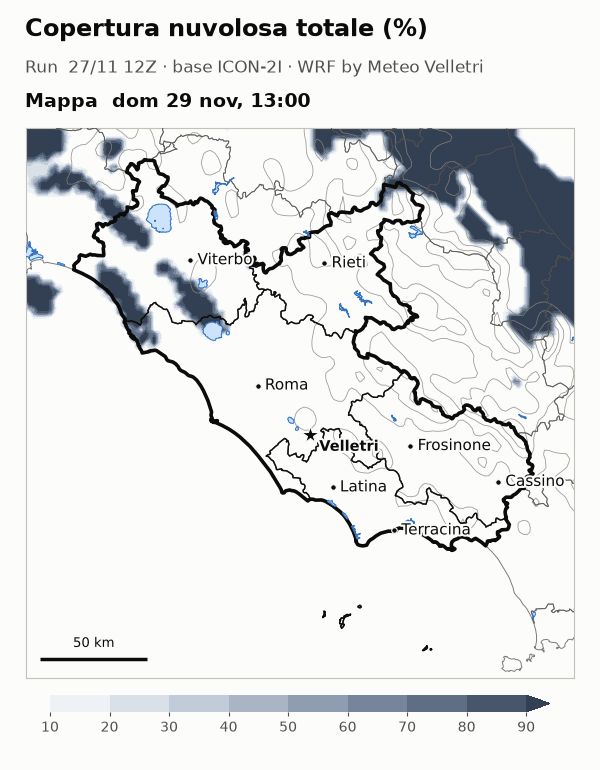 Copertura nuvolosa totale (%)
Run  27/11 12Z · base ICON-2I · WRF by Meteo Velletri
Mappa  dom 29 nov, 13:00
Viterbo
Rieti
Roma
Velletri
Frosinone
Latina
Cassino
Terracina
50 km
10 20 30 40 50 60 70 80 90